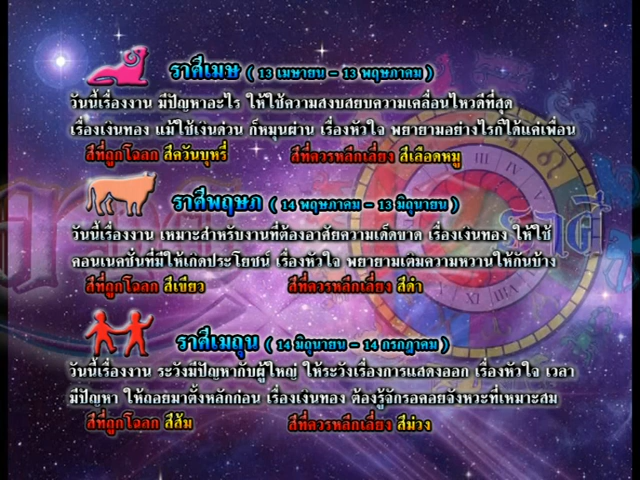 ราศีเมษ ( 13 เมษายน - 13 พฤษภาคม )
วันนี้เรื่องงาน มีปัญหาอะไร ให้ใช้ความสงบสยบความเคลื่อนไหวดีที่สุด
เรื่องเงินทอง แม้ใช้เงินด่วน ก็หมุนผ่าน เรื่องหัวใจ พยายามอย่างไรก็ได้แค่เพื่อน
สีที่ถูกโฉลก สีควันบุหรี่ สีที่ควรหลีกเลี่ยง สีเลือดหมู
ราศีพฤษภ ( 14 พฤษภาคม - 13 มิถุนายน )
วันนี้เรื่องงาน เหมาะสำหรับงานที่ต้องอาศัยความเด็ดขาด เรื่องเงินทอง ให้ใช้
คอนเนคชั่นที่มีให้เกิดประโยชน์ เรื่องหัวใจ พยายามเติมความหวานให้กันบ้าง
สีที่ถูกโฉลก สีเขียว สีที่ควรหลีกเลี่ยง สีดำ
ราศีเมถุน ( 14 มิถุนายน - 14 กรกฎาคม )
วันนี้เรื่องงาน ระวังมีปัญหากับผู้ใหญ่ ให้ระวังเรื่องการแสดงออก เรื่องหัวใจ เวลา
มีปัญหา ให้ถอยมาตั้งหลักก่อน เรื่องเงินทอง ต้องรู้จักรอคอยจังหวะที่เหมาะสม
สีที่ถูกโฉลก สีส้ม สีที่ควรหลีกเลี่ยง สีม่วง